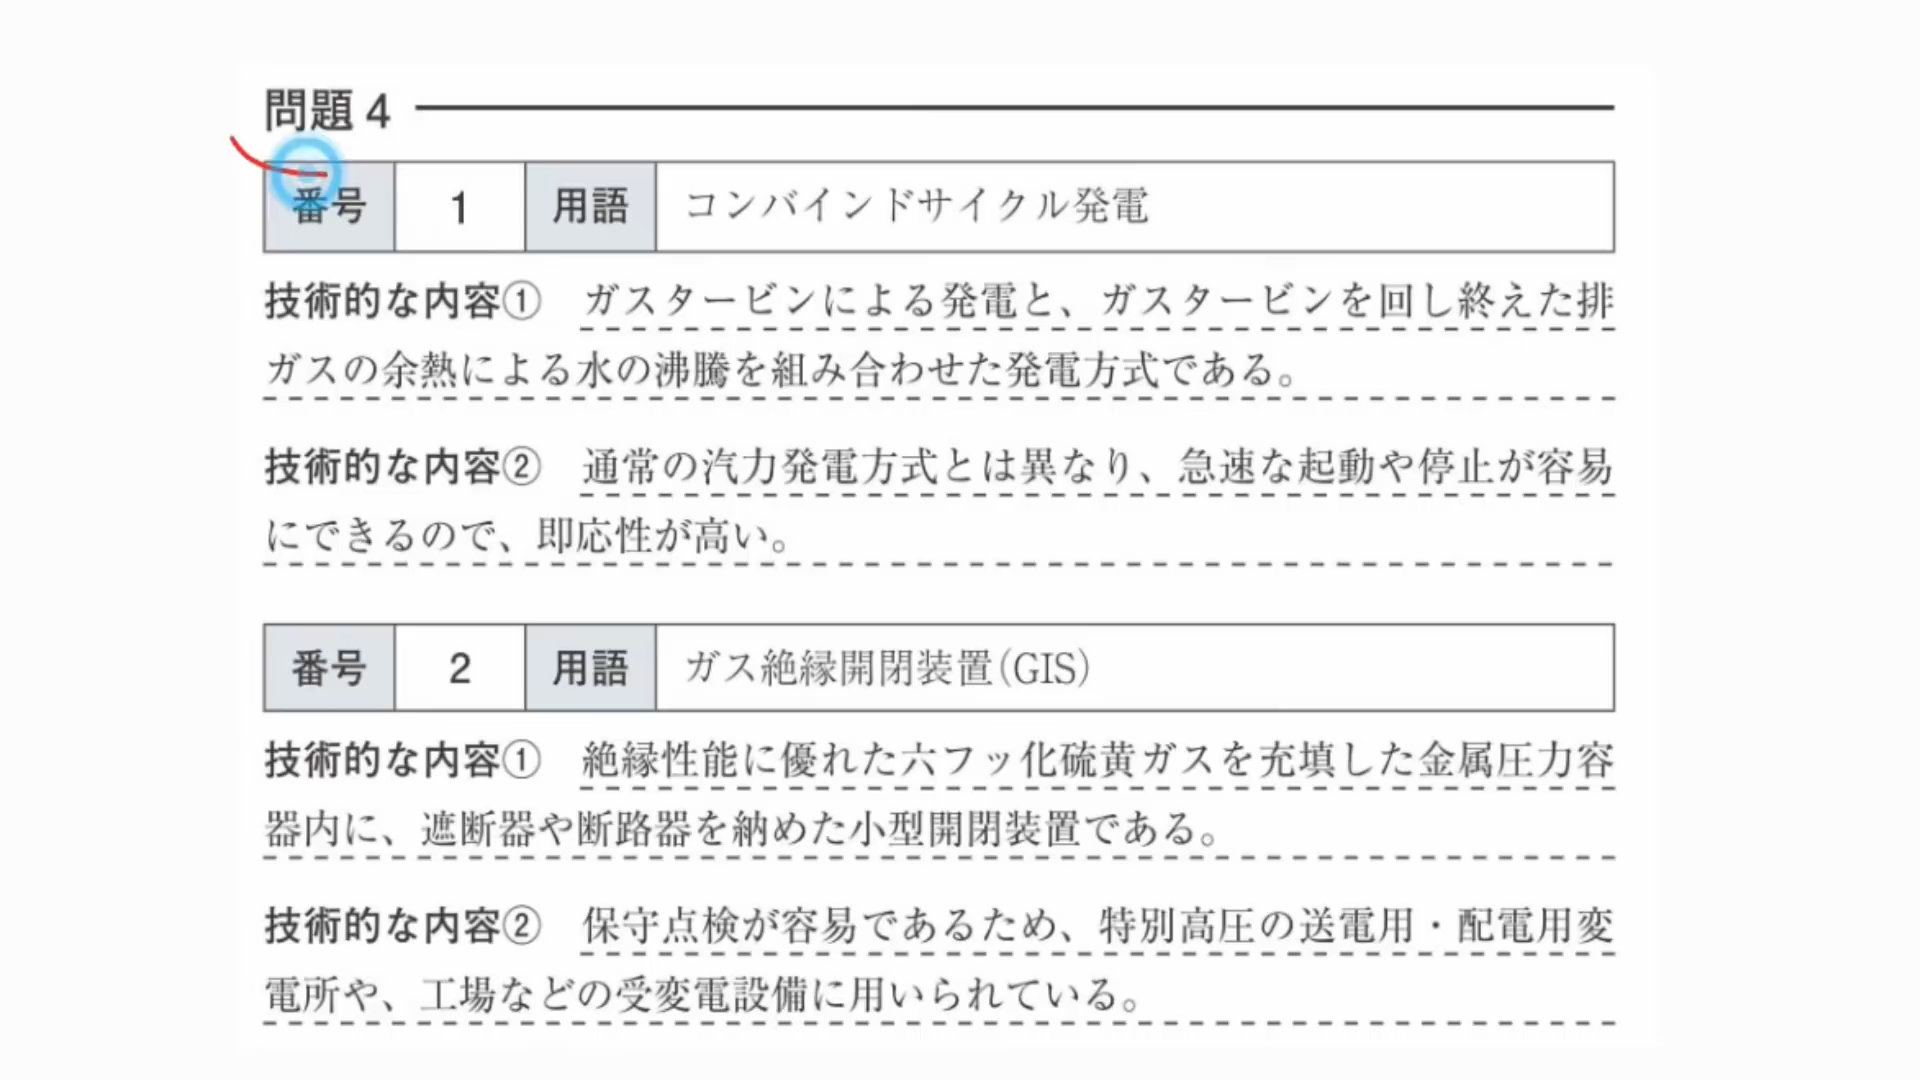 問題4
番号 1 用語 コンバインドサイクル発電
技術的な内容① ガスタービンによる発電と、ガスタービンを回し終えた排
ガスの余熱による水の沸騰を組み合わせた発電方式である。
技術的な内容② 通常の汽力発電方式とは異なり、急速な起動や停止が容易
にできるので、即応性が高い。
番号 2 用語 ガス絶縁開閉装置(GIS)
技術的な内容① 絶縁性能に優れた六フッ化硫黄ガスを充填した金属圧力容
器内に、遮断器や断路器を納めた小型開閉装置である。
技術的な内容② 保守点検が容易であるため、特別高圧の送電用・配電用変
電所や、工場などの受変電設備に用いられている。